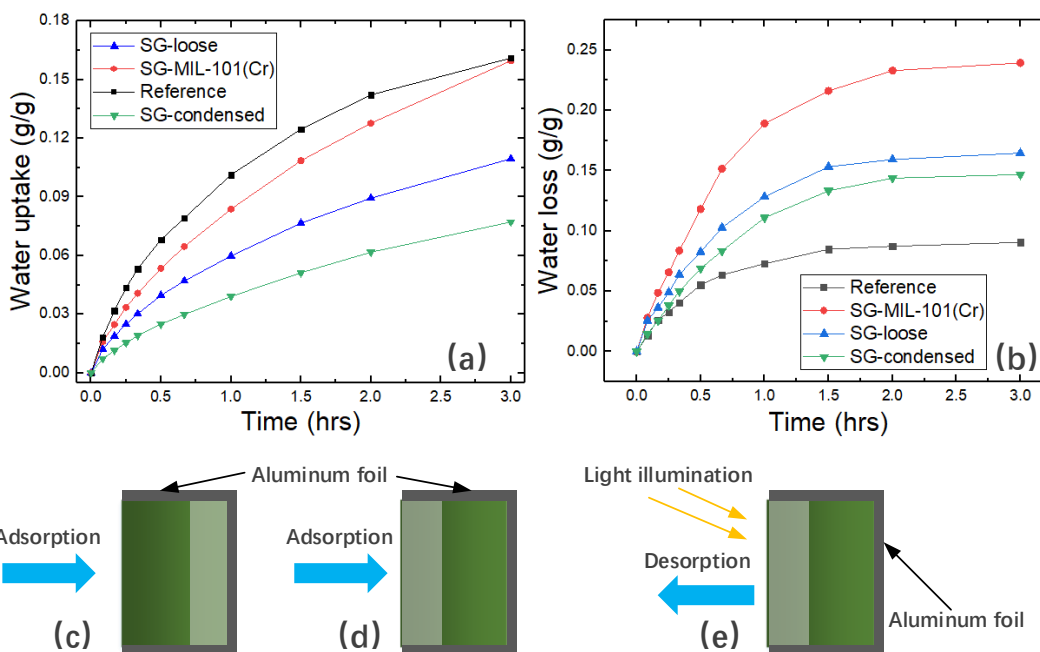 0.18
0.15
0.12
0.09
0.06
0.03
0.00
Water uptake (g/g)
SG-loose
SG-MIL-101(Cr)
Reference
SG-condensed
(a)
0.0 0.5 1.0 1.5 2.0 2.5 3.0
Time (hrs)
0.25
0.20
0.15
0.10
0.05
0.00
Water loss (g/g)
Reference
SG-MIL-101(Cr)
SG-loose
SG-condensed
(b)
0.0 0.5 1.0 1.5 2.0 2.5 3.0
Time (hrs)
Aluminum foil
Adsorption
(c)
Adsorption
(d)
Light illumination
Desorption
(e)
Aluminum foil